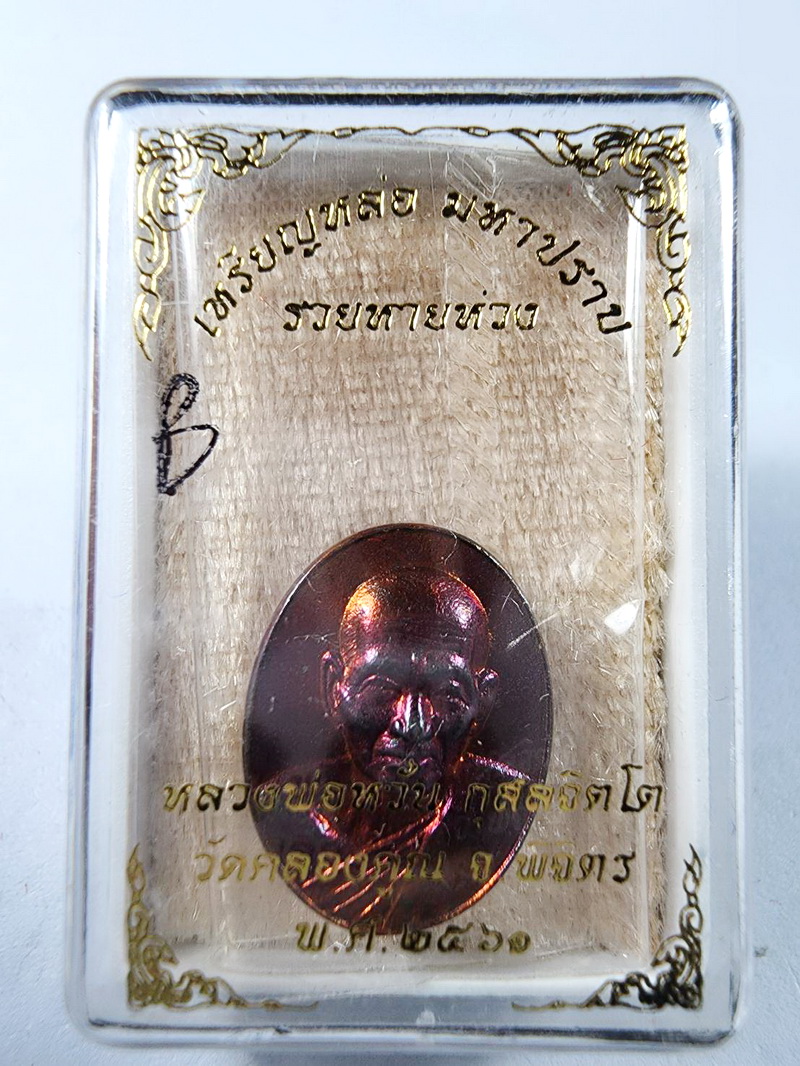 เหรียญหล่อ มหาปราบ
รวยหายห่วง
หลวงพ่อหวั่น กุสลจิตโต
วัดคลองคูณ จ.พิจิตร
พ.ศ.๒๕๖๑